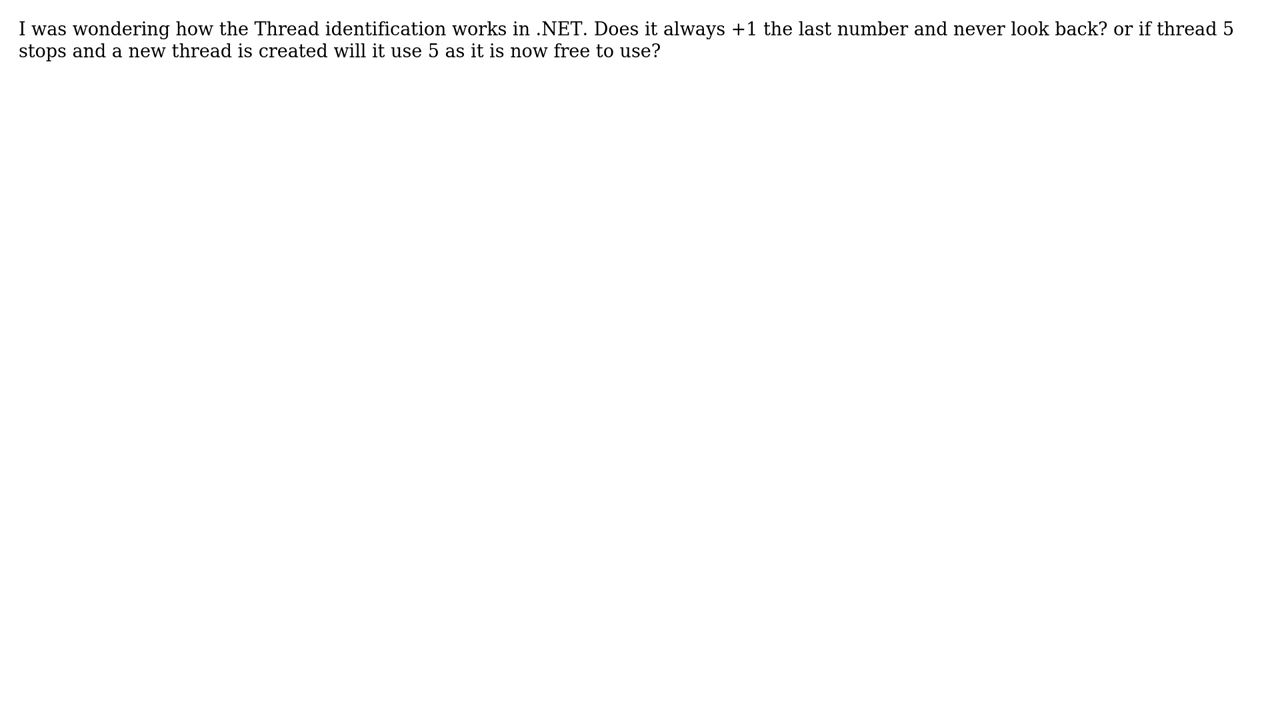 I was wondering how the Thread identification works in .NET. Does it always +1 the last number and never look back? or if thread 5
stops and a new thread is created will it use 5 as it is now free to use?